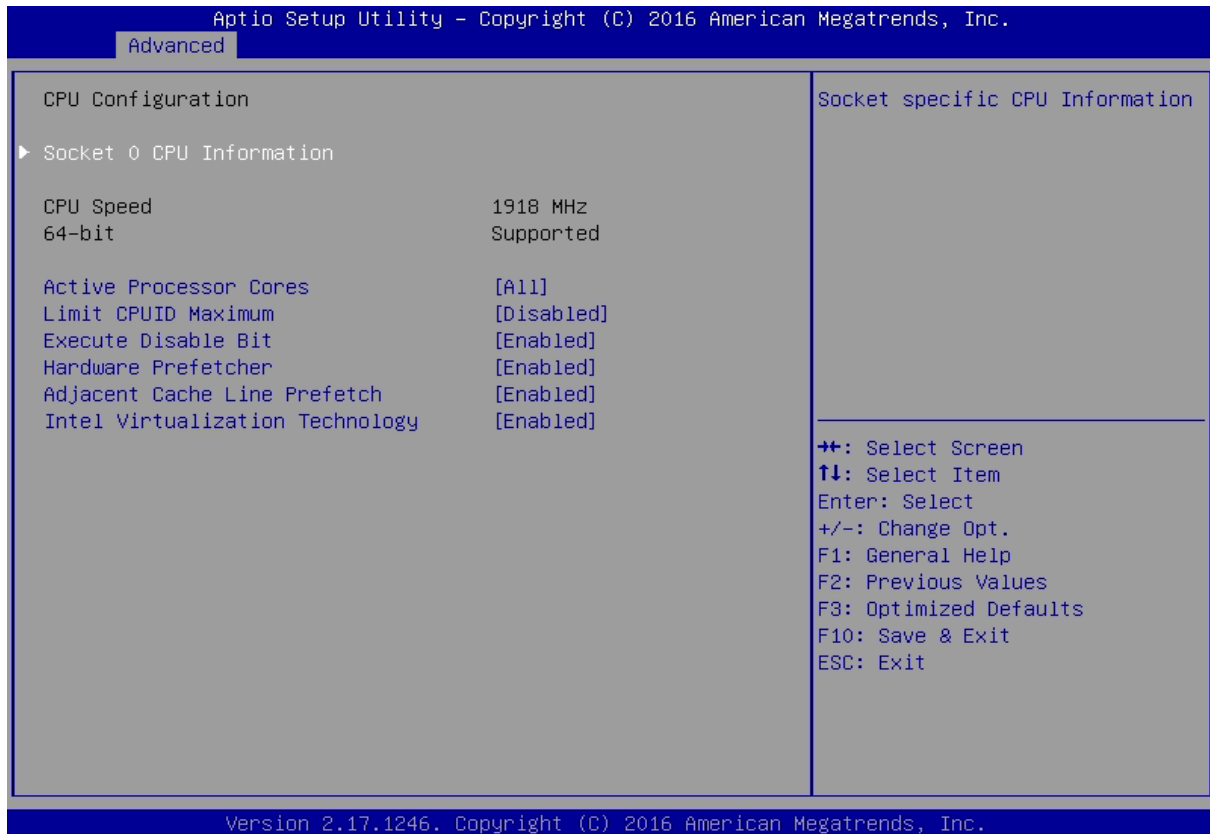 Aptio Setup Utility – Copyright (C) 2016 American Megatrends, Inc.
Advanced
CPU Configuration
Socket 0 CPU Information
CPU Speed 1918 MHz
64-bit Supported
Active Processor Cores [All]
Limit CPUID Maximum [Disabled]
Execute Disable Bit [Enabled]
Hardware Prefetcher [Enabled]
Adjacent Cache Line Prefetch [Enabled]
Intel Virtualization Technology [Enabled]
Socket specific CPU Information
→←: Select Screen
↑↓: Select Item
Enter: Select
+/-: Change Opt.
F1: General Help
F2: Previous Values
F3: Optimized Defaults
F10: Save & Exit
ESC: Exit
Version 2.17.1246. Copyright (C) 2016 American Megatrends, Inc.